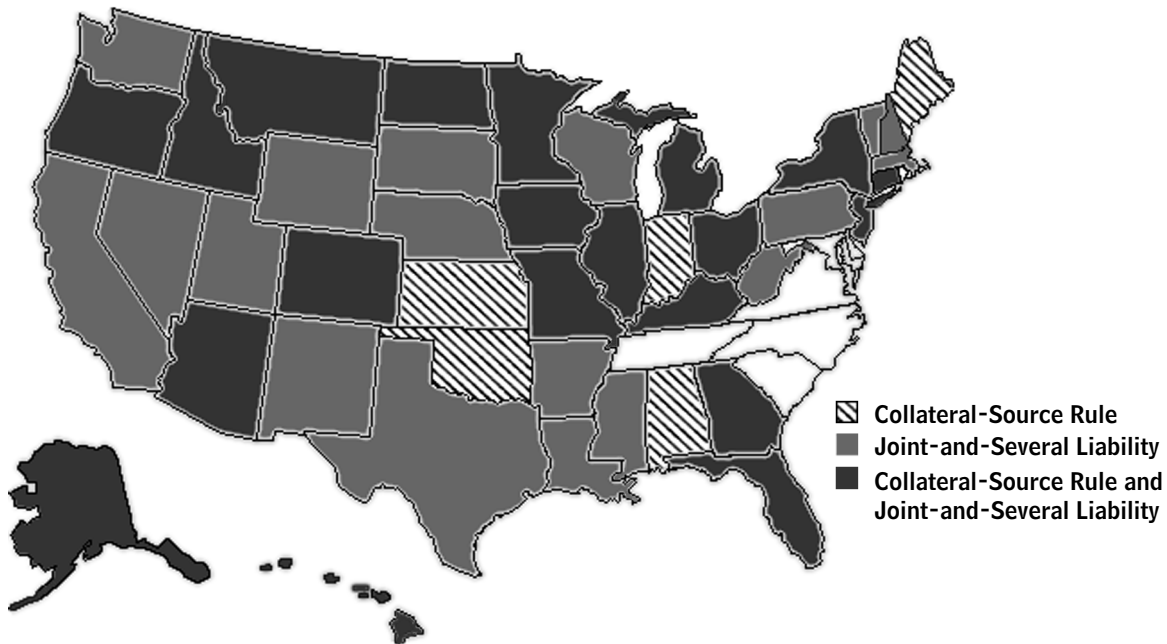 Collateral-Source Rule
Joint-and-Several Liability
Collateral-Source Rule and
Joint-and-Several Liability